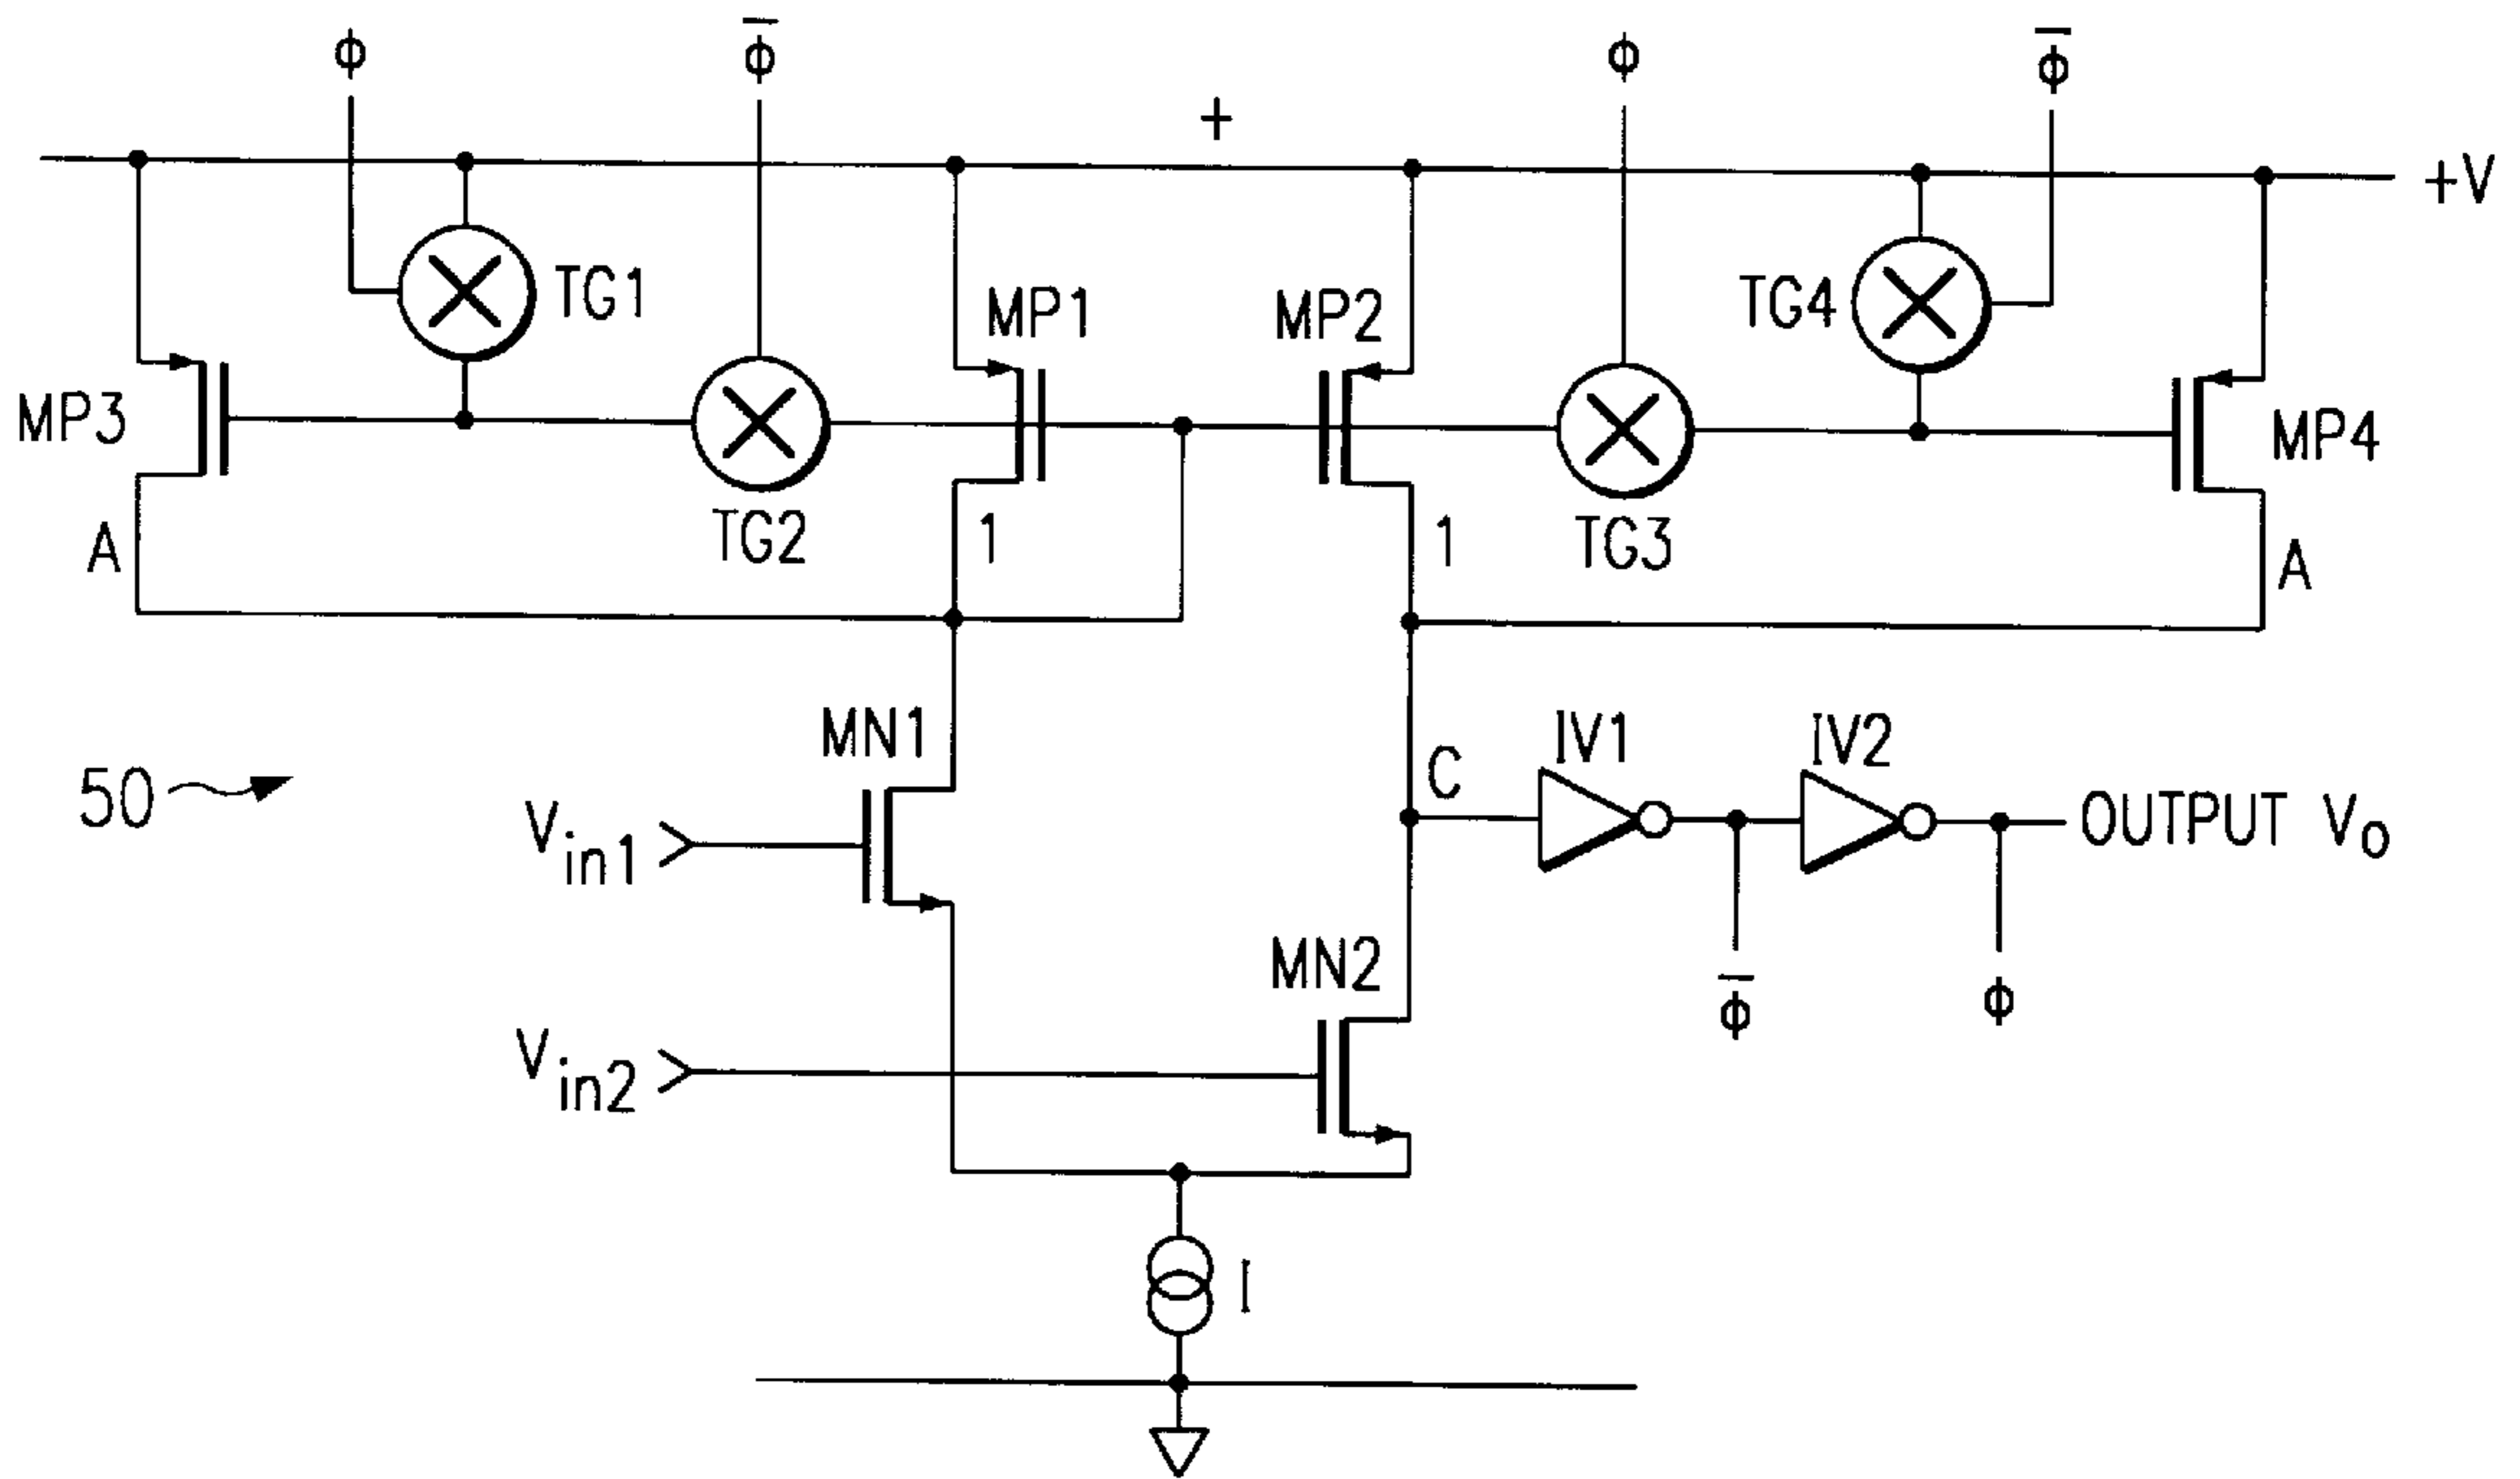 ϕ
ϕ̅
ϕ
ϕ̅
+
+V
TG1
MP1
MP2
TG4
MP3
MP4
TG2
TG3
A
1
1
A
MN1
IV1
IV2
C
50
Vin1
OUTPUT Vo
MN2
ϕ̅
ϕ
Vin2
I